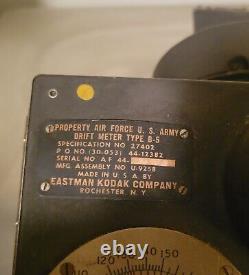 PROPERTY AIR FORCE U. S. ARMY
DRIFT METER TYPE B-5
SPECIFICATION NO 27402
P O NO. (30-053) 44-12382
SERIAL NO A F 44-
MFG ASSEMBLY NO U-9258
MADE IN U.S.A BY
EASTMAN KODAK COMPANY
ROCHESTER N.Y
120 150